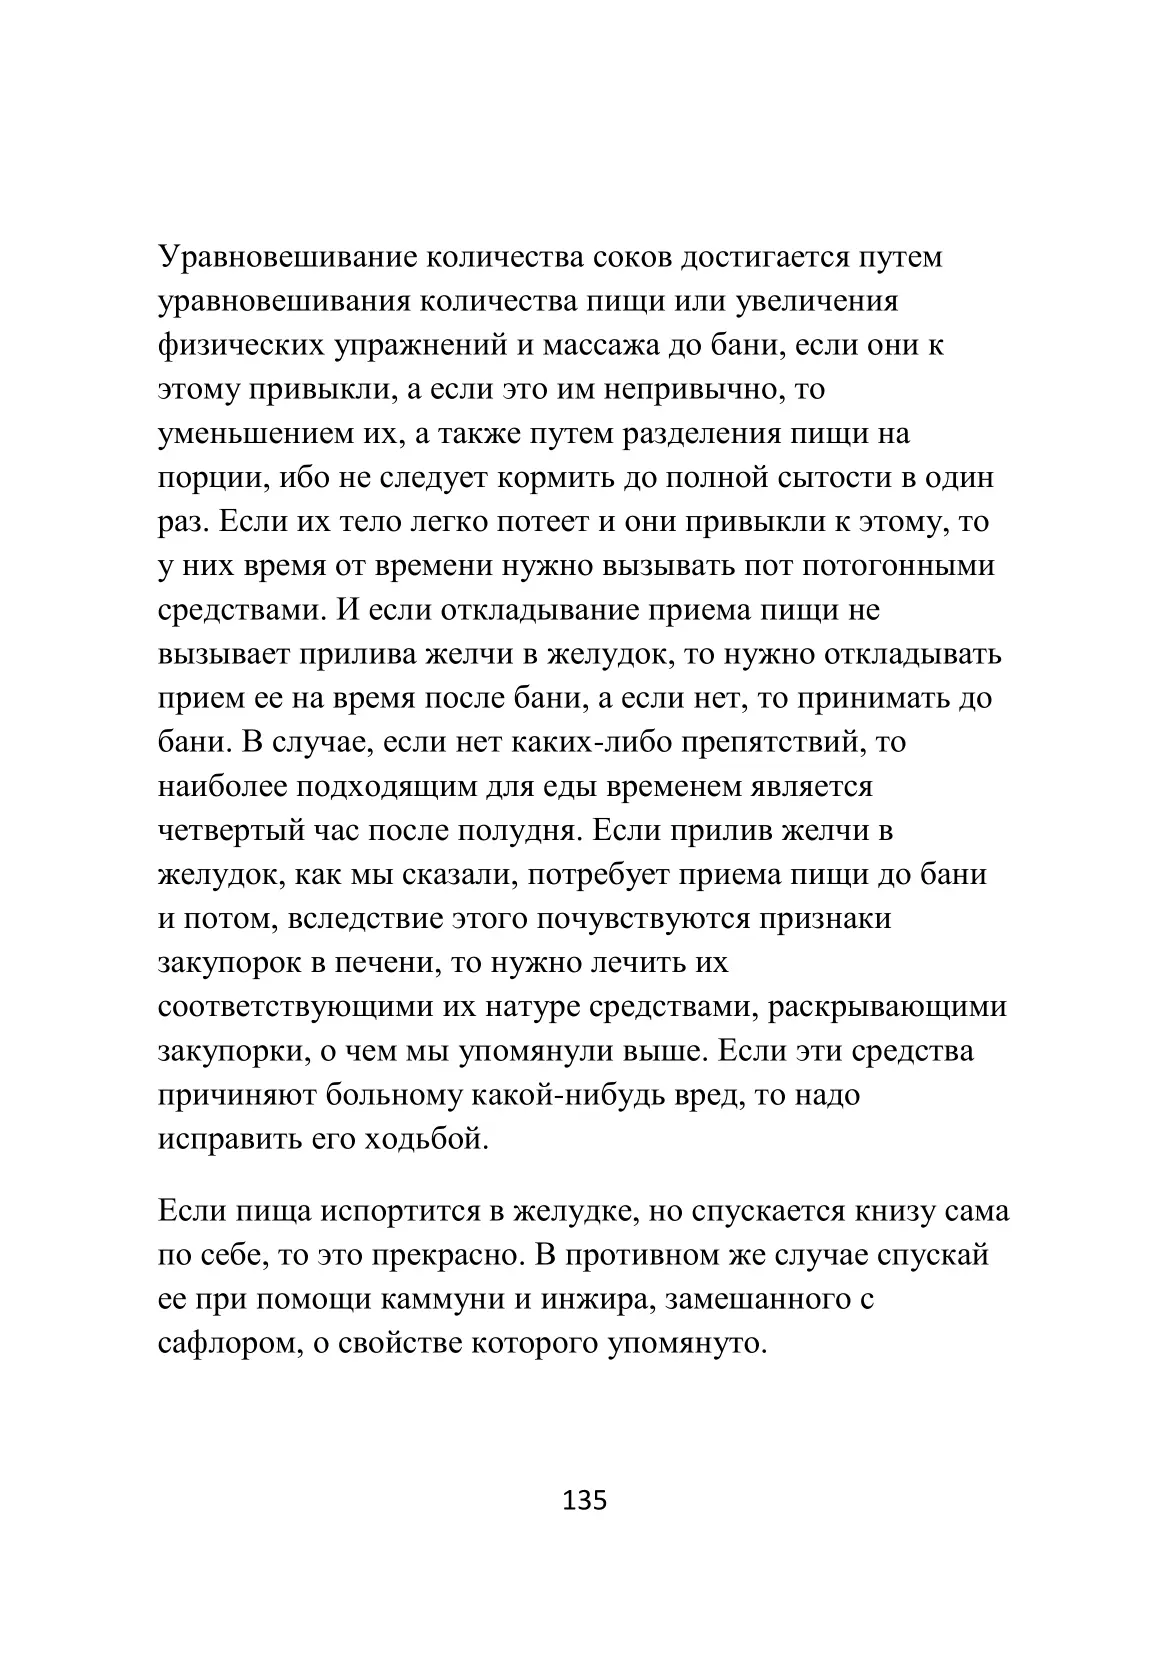 Уравновешивание количества соков достигается путем
уравновешивания количества пищи или увеличения
физических упражнений и массажа до бани, если они к
этому привыкли, а если это им непривычно, то
уменьшением их, а также путем разделения пищи на
порции, ибо не следует кормить до полной сытости в один
раз. Если их тело легко потеет и они привыкли к этому, то
у них время от времени нужно вызывать пот потогонными
средствами. И если откладывание приема пищи не
вызывает прилива желчи в желудок, то нужно откладывать
прием ее на время после бани, а если нет, то принимать до
бани. В случае, если нет каких-либо препятствий, то
наиболее подходящим для еды временем является
четвертый час после полудня. Если прилив желчи в
желудок, как мы сказали, потребует приема пищи до бани
и потом, вследствие этого почувствуются признаки
закупорок в печени, то нужно лечить их
соответствующими их натуре средствами, раскрывающими
закупорки, о чем мы упомянули выше. Если эти средства
причиняют больному какой-нибудь вред, то надо
исправить его ходьбой.
Если пища испортится в желудке, но спускается книзу сама
по себе, то это прекрасно. В противном же случае спускай
ее при помощи каммуни и инжира, замешанного с
сафлором, о свойстве которого упомянуто.
135